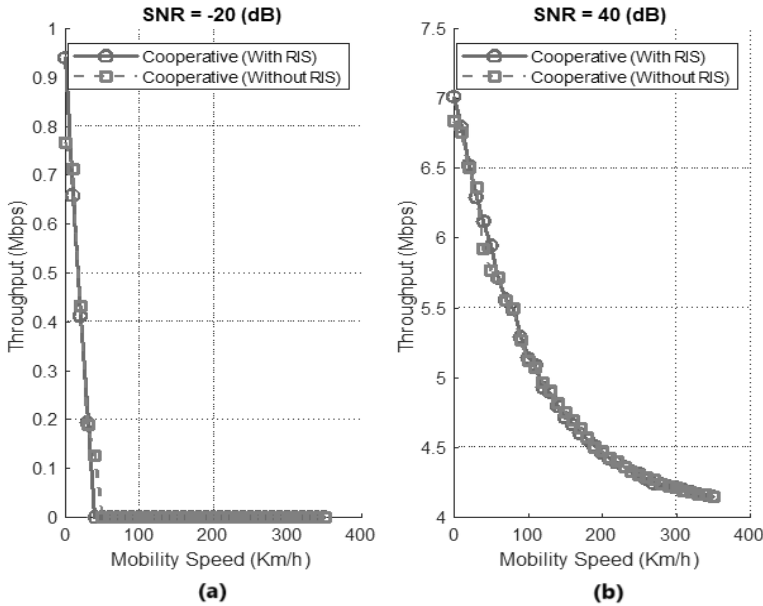 SNR = -20 (dB)
Cooperative (With RIS)
Cooperative (Without RIS)
Throughput (Mbps)
1
0.9
0.8
0.7
0.6
0.5
0.4
0.3
0.2
0.1
0
0 100 200 300 400
Mobility Speed (Km/h)
(a)
SNR = 40 (dB)
Cooperative (With RIS)
Cooperative (Without RIS)
Throughput (Mbps)
7.5
7
6.5
6
5.5
5
4.5
4
0 100 200 300 400
Mobility Speed (Km/h)
(b)